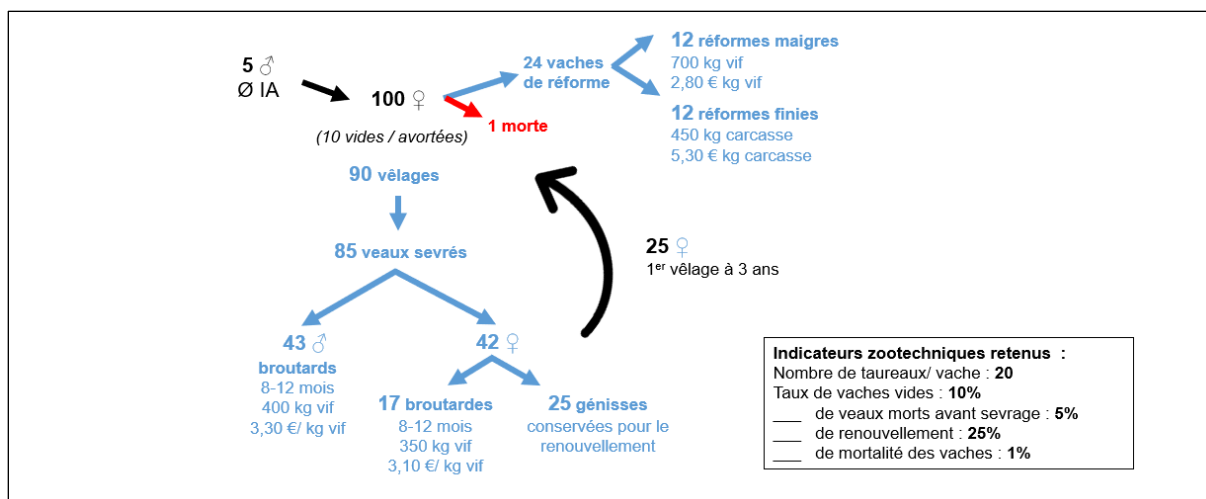 5 ♂
Ø IA
100 ♀
(10 vides / avortées)
24 vaches
de réforme
1 morte
12 réformes maigres
700 kg vif
2,80 € kg vif
12 réformes finies
450 kg carcasse
5,30 € kg carcasse
90 vêlages
85 veaux sevrés
25 ♀
1er vêlage à 3 ans
43 ♂
broutards
8-12 mois
400 kg vif
3,30 €/ kg vif
42 ♀
17 broutardes
8-12 mois
350 kg vif
3,10 €/ kg vif
25 génisses
conservées pour le
renouvellement
Indicateurs zootechniques retenus :
Nombre de taureaux/ vache : 20
Taux de vaches vides : 10%
___ de veaux morts avant sevrage : 5%
___ de renouvellement : 25%
___ de mortalité des vaches : 1%